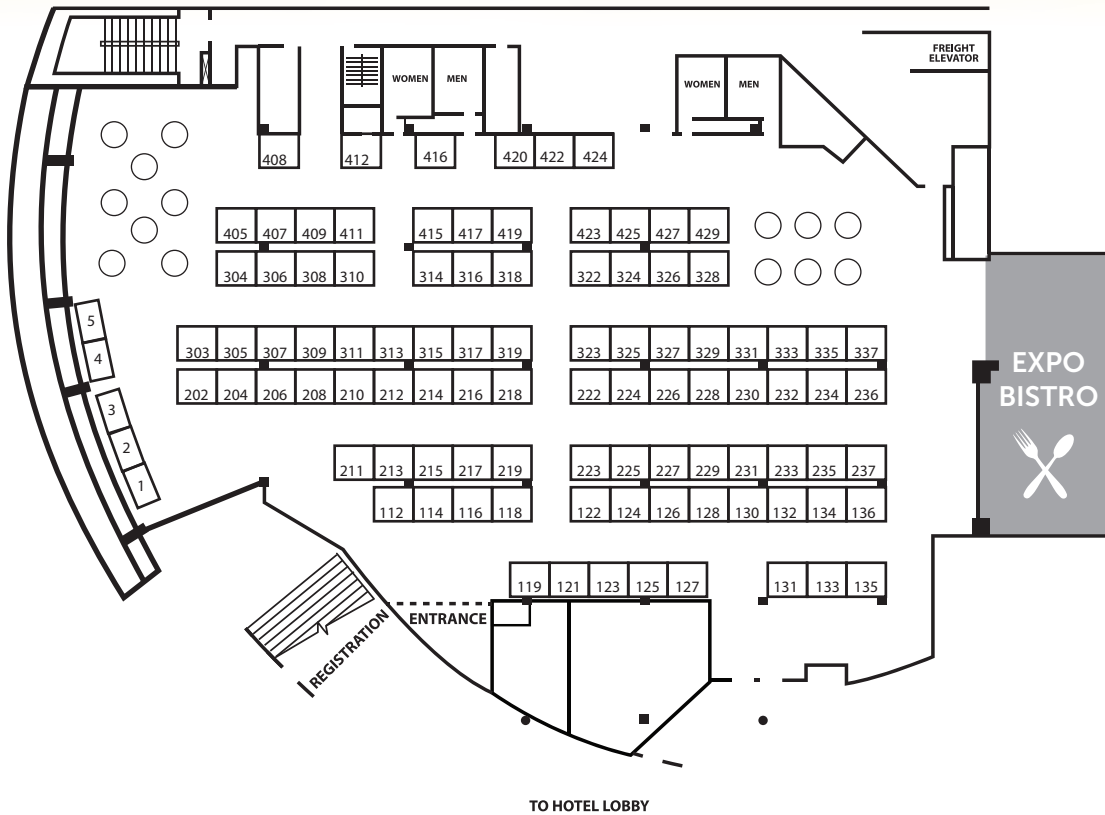 FREIGHT
ELEVATOR
WOMEN MEN
WOMEN MEN
408 412 416 420 422 424
405 407 409 411 415 417 419 423 425 427 429
304 306 308 310 314 316 318 322 324 326 328
5
4
3
2
1
303 305 307 309 311 313 315 317 319 323 325 327 329 331 333 335 337
202 204 206 208 210 212 214 216 218 222 224 226 228 230 232 234 236
EXPO
BISTRO
211 213 215 217 219 223 225 227 229 231 233 235 237
112 114 116 118 122 124 126 128 130 132 134 136
119 121 123 125 127 131 133 135
ENTRANCE
REGISTRATION
TO HOTEL LOBBY